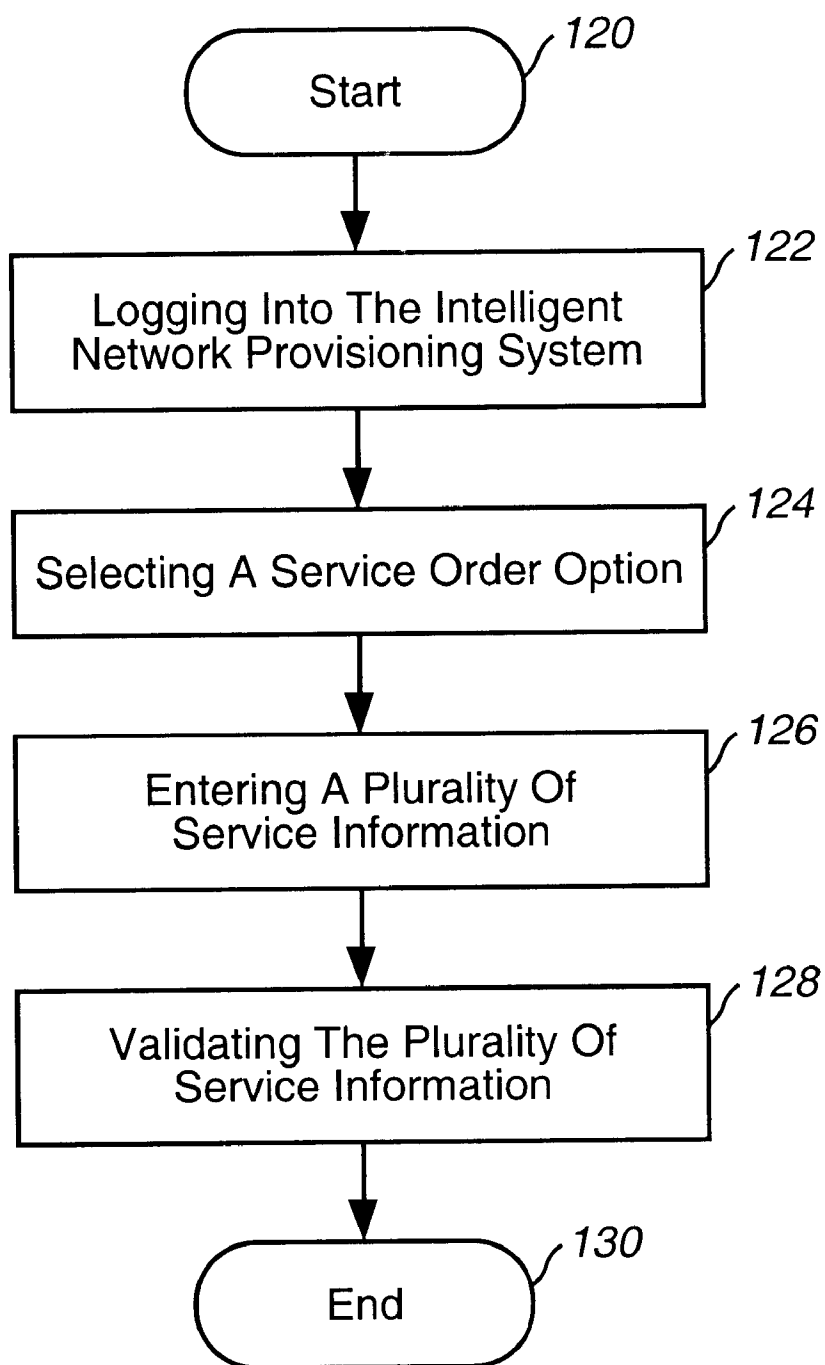 120
Start
122
Logging Into The Intelligent
Network Provisioning System
124
Selecting A Service Order Option
126
Entering A Plurality Of
Service Information
128
Validating The Plurality Of
Service Information
130
End